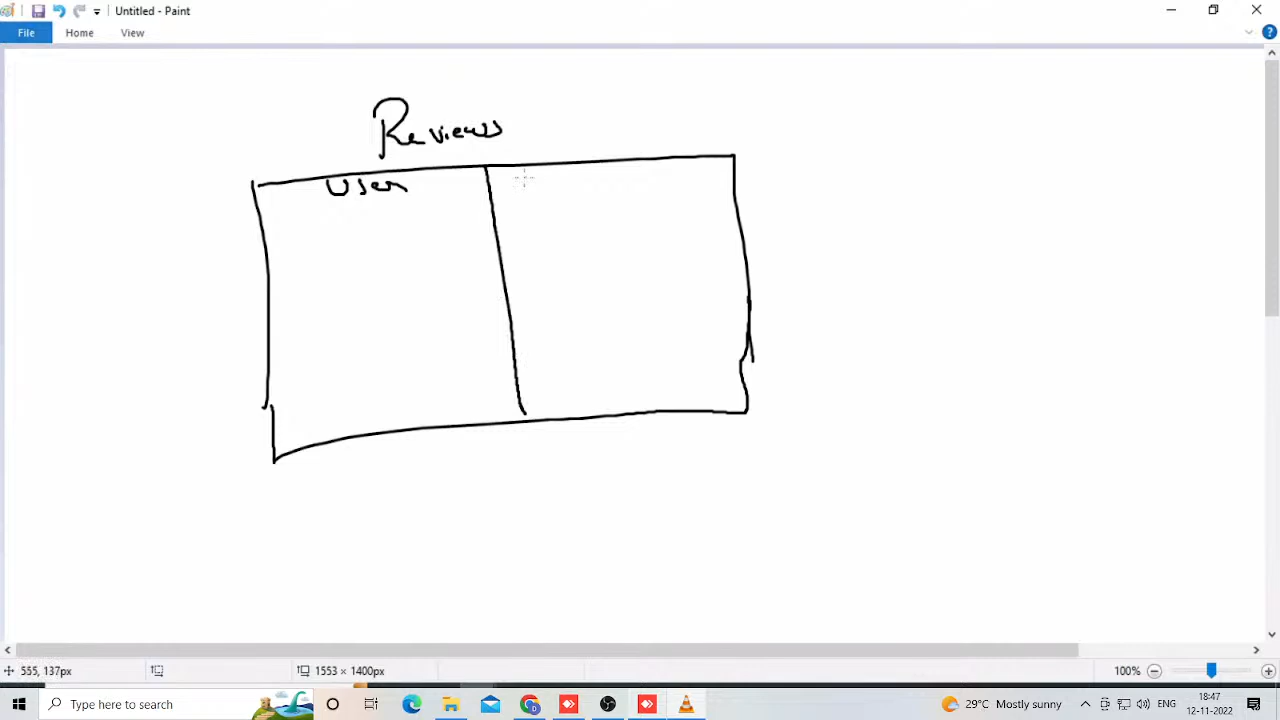 Untitled - Paint
File Home View
Reviews
User
555, 137px
1553 × 1400px
100%
Type here to search
29°C Mostly sunny
18:47
12-11-2022